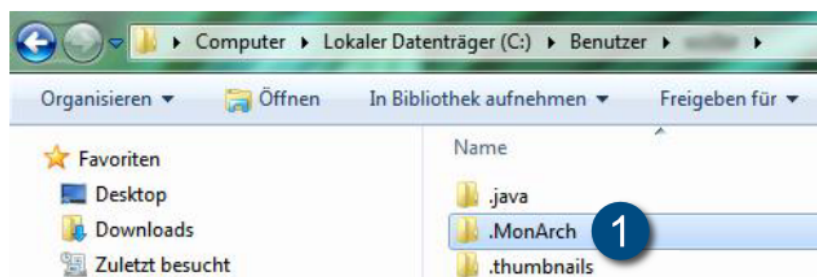 Computer Lokaler Datenträger (C:) Benutzer
Organisieren Öffnen In Bibliothek aufnehmen Freigeben für
Favoriten
Desktop
Downloads
Zuletzt besucht
Name
.java
.MonArch 1
.thumbnails